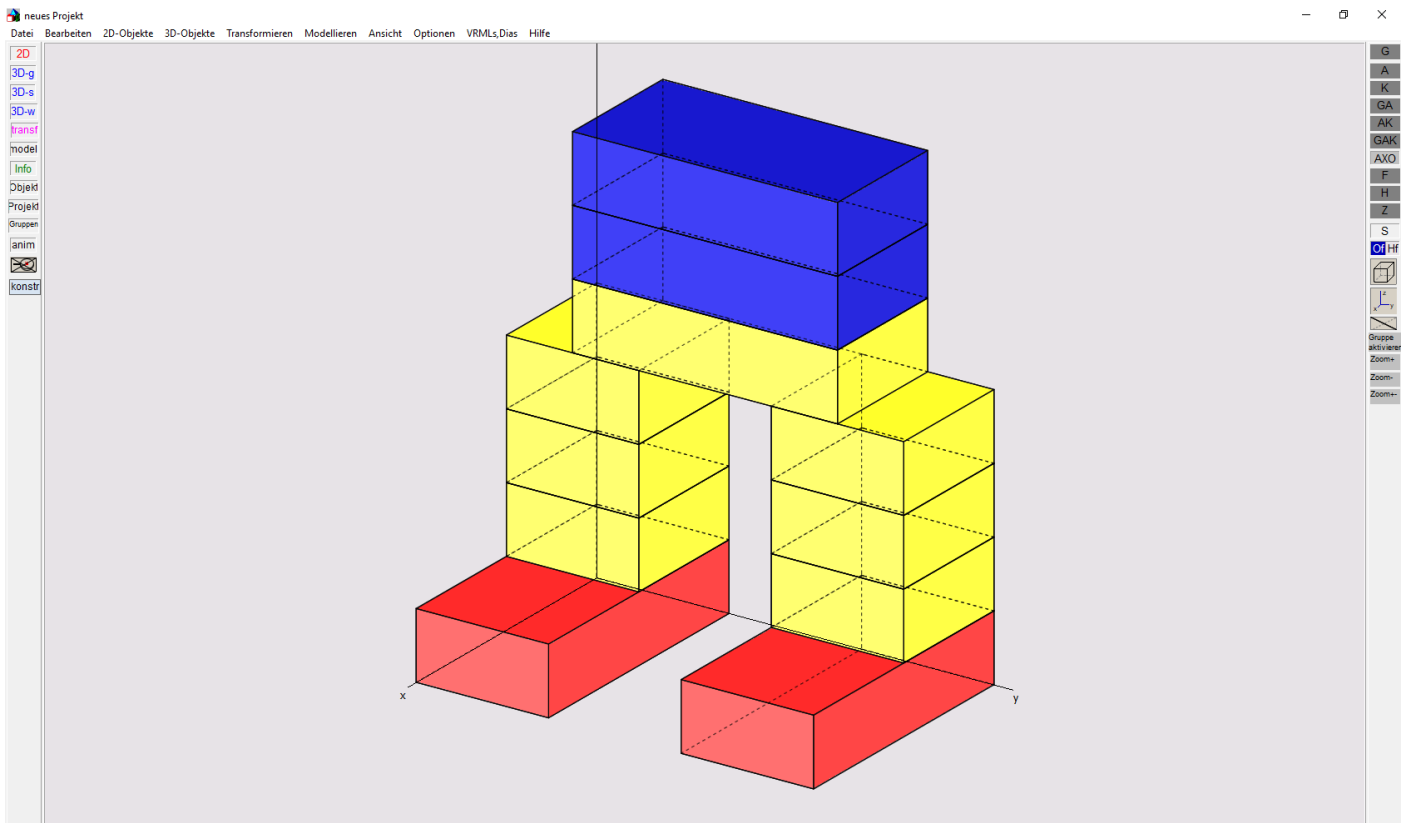 neues Projekt
Datei Bearbeiten 2D-Objekte 3D-Objekte Transformieren Modellieren Ansicht Optionen VRMLs,Dias Hilfe
2D
3D-g
3D-s
3D-w
transf
model
Info
Objekt
Projekt
Gruppen
anim
konstr
x
y
G
A
K
GA
AK
GAK
AXO
F
H
Z
S
Of Hf
z
x y
Gruppe
aktivieren
Zoom+
Zoom-
Zoom+-